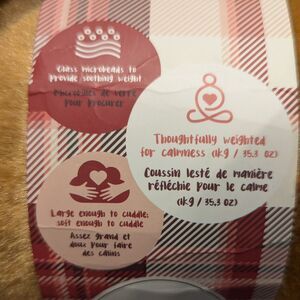 Glass microbeads to
provide soothing weight
Microbilles de verre
pour procurer
Thoughtfully weighted
for calmness (1kg / 35.3 oz)
Coussin lesté de manière
réfléchie pour le calme
(1kg / 35.3 oz)
Large enough to cuddle;
soft enough to cuddle
Assez grand et
doux pour faire
des calins